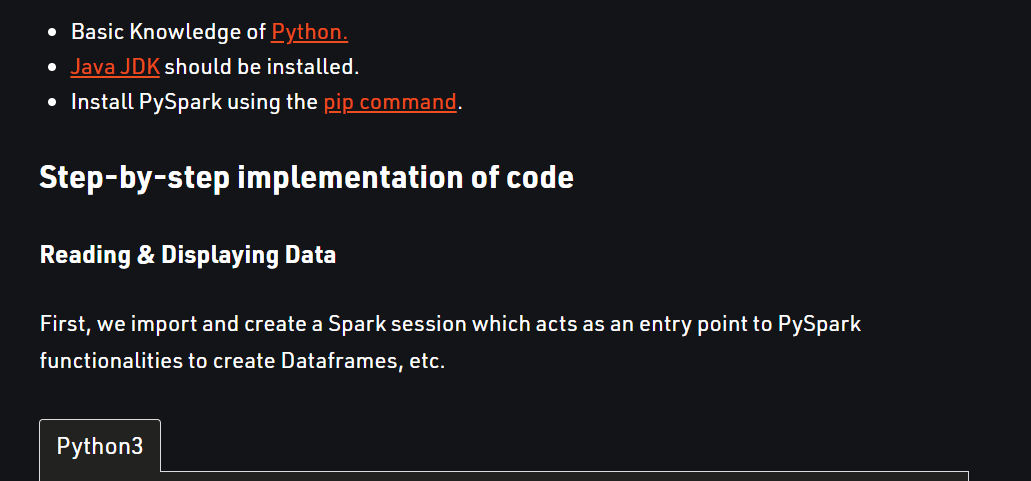 Basic Knowledge of Python.
Java JDK should be installed.
Install PySpark using the pip command.
Step-by-step implementation of code
Reading & Displaying Data
First, we import and create a Spark session which acts as an entry point to PySpark
functionalities to create Dataframes, etc.
Python3